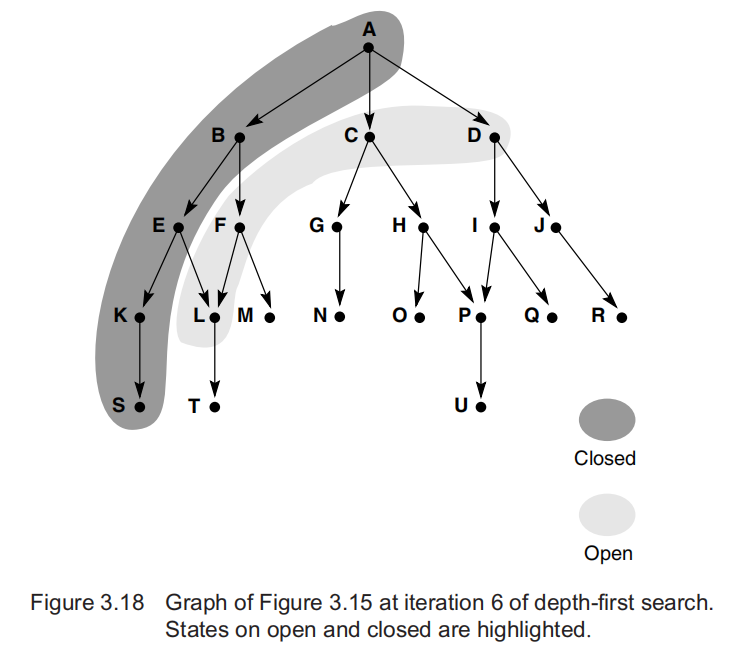 A
B C D
E F G H I J
K L M N O P Q R
S T U
Closed
Open
Figure 3.18 Graph of Figure 3.15 at iteration 6 of depth-first search.
States on open and closed are highlighted.